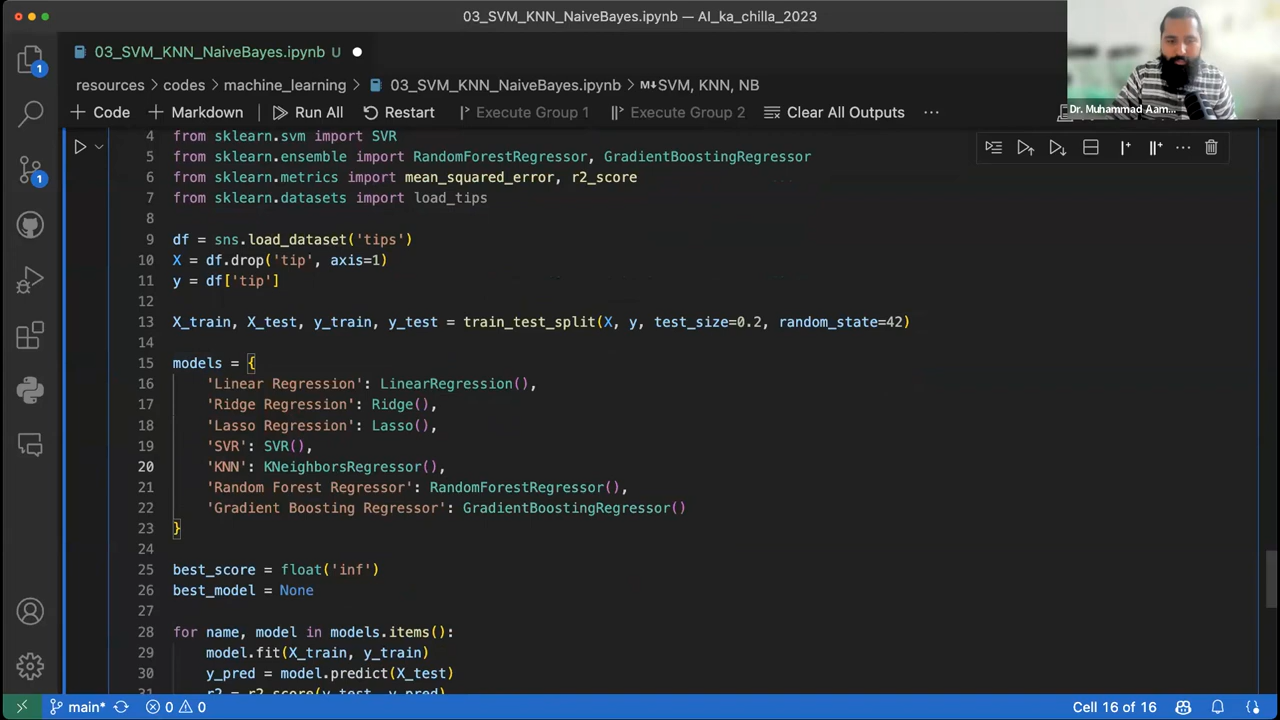 03_SVM_KNN_NaiveBayes.ipynb — AI_ka_chilla_2023
03_SVM_KNN_NaiveBayes.ipynb U
resources > codes > machine_learning > 03_SVM_KNN_NaiveBayes.ipynb > SVM, KNN, NB
Code Markdown Run All Restart Execute Group 1 Execute Group 2 Clear All Outputs ...
Dr. Muhammad Aam...
1
1
4 from sklearn.svm import SVR
5 from sklearn.ensemble import RandomForestRegressor, GradientBoostingRegressor
6 from sklearn.metrics import mean_squared_error, r2_score
7 from sklearn.datasets import load_tips
8
9 df = sns.load_dataset('tips')
10 X = df.drop('tip', axis=1)
11 y = df['tip']
12
13 X_train, X_test, y_train, y_test = train_test_split(X, y, test_size=0.2, random_state=42)
14
15 models = {
16 'Linear Regression': LinearRegression(),
17 'Ridge Regression': Ridge(),
18 'Lasso Regression': Lasso(),
19 'SVR': SVR(),
20 'KNN': KNeighborsRegressor(),
21 'Random Forest Regressor': RandomForestRegressor(),
22 'Gradient Boosting Regressor': GradientBoostingRegressor()
23 }
24
25 best_score = float('inf')
26 best_model = None
27
28 for name, model in models.items():
29 model.fit(X_train, y_train)
30 y_pred = model.predict(X_test)
31 r2 = r2_score(y_test, y_pred)
main* 0 0 Cell 16 of 16